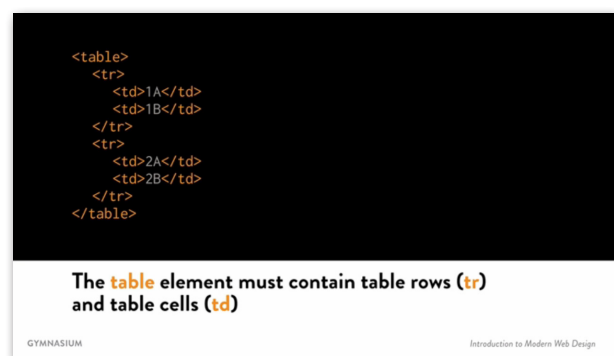 <table>
<tr>
<td>1A</td>
<td>1B</td>
</tr>
<tr>
<td>2A</td>
<td>2B</td>
</tr>
</table>
The table element must contain table rows (tr)
and table cells (td)
GYMNASIUM
Introduction to Modern Web Design